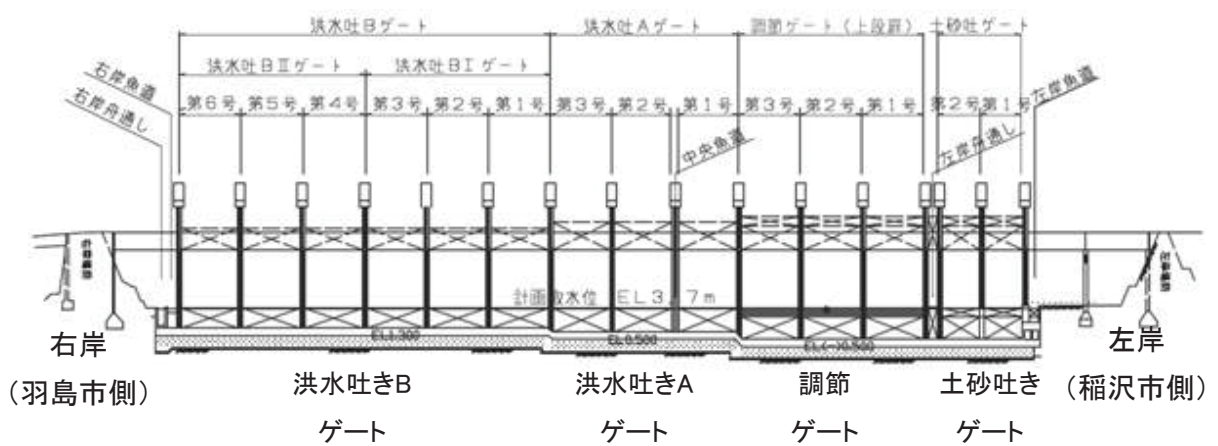 洪水吐Bゲート
洪水吐Aゲート
調節ゲート(上段扉)
土砂吐ゲート
洪水吐BⅡゲート
洪水吐BⅠゲート
右岸魚道
右岸舟通し
第6号
第5号
第4号
第3号
第2号
第1号
第3号
第2号
第1号
第3号
第2号
第1号
第2号
第1号
左岸魚道
中央魚道
左岸舟通し
計画取水位 EL3.7m
EL1.300
EL0.500
EL(-)0.500
右岸
(羽島市側)
洪水吐きB
ゲート
洪水吐きA
ゲート
調節
ゲート
土砂吐き
ゲート
左岸
(稲沢市側)